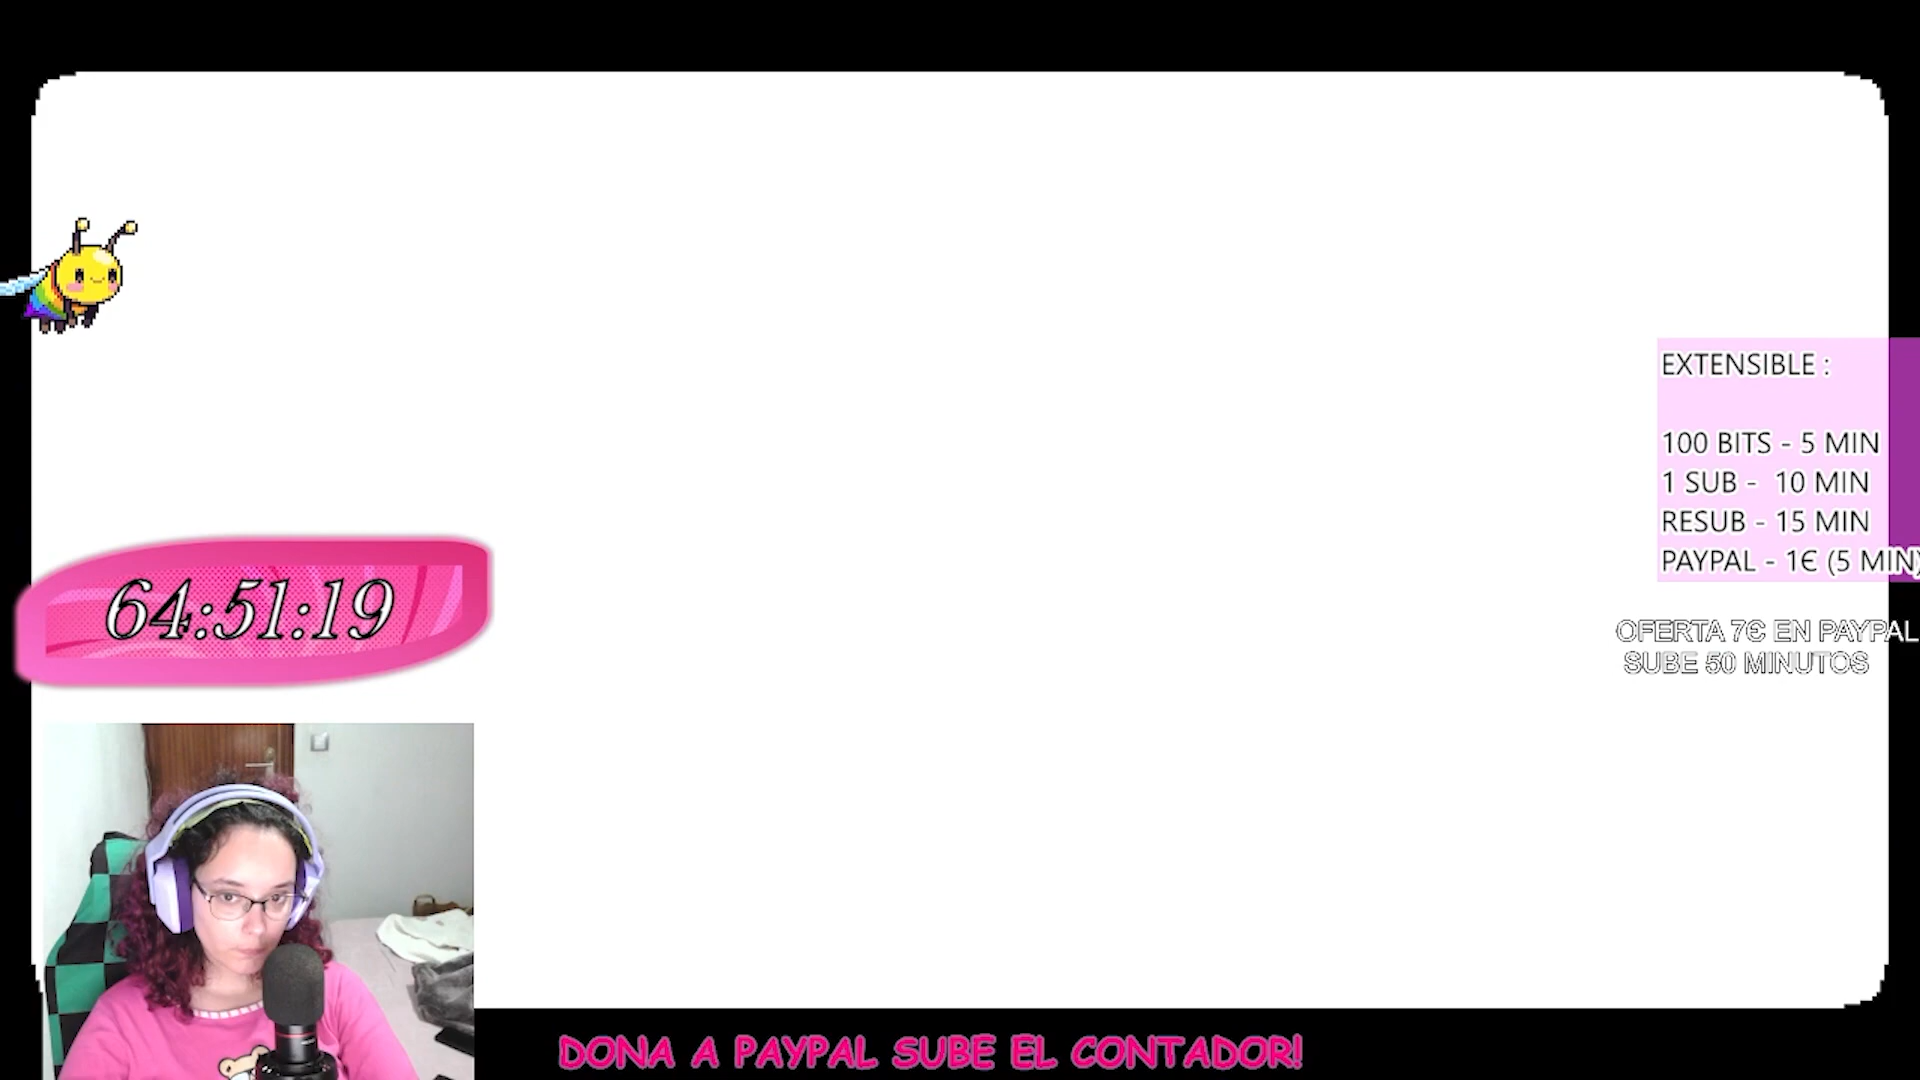 EXTENSIBLE :
100 BITS - 5 MIN
1 SUB -  10 MIN
RESUB - 15 MIN
PAYPAL - 1€ (5 MIN)
OFERTA 7€ EN PAYPAL
SUBE 50 MINUTOS
64:51:19
DONA A PAYPAL SUBE EL CONTADOR!